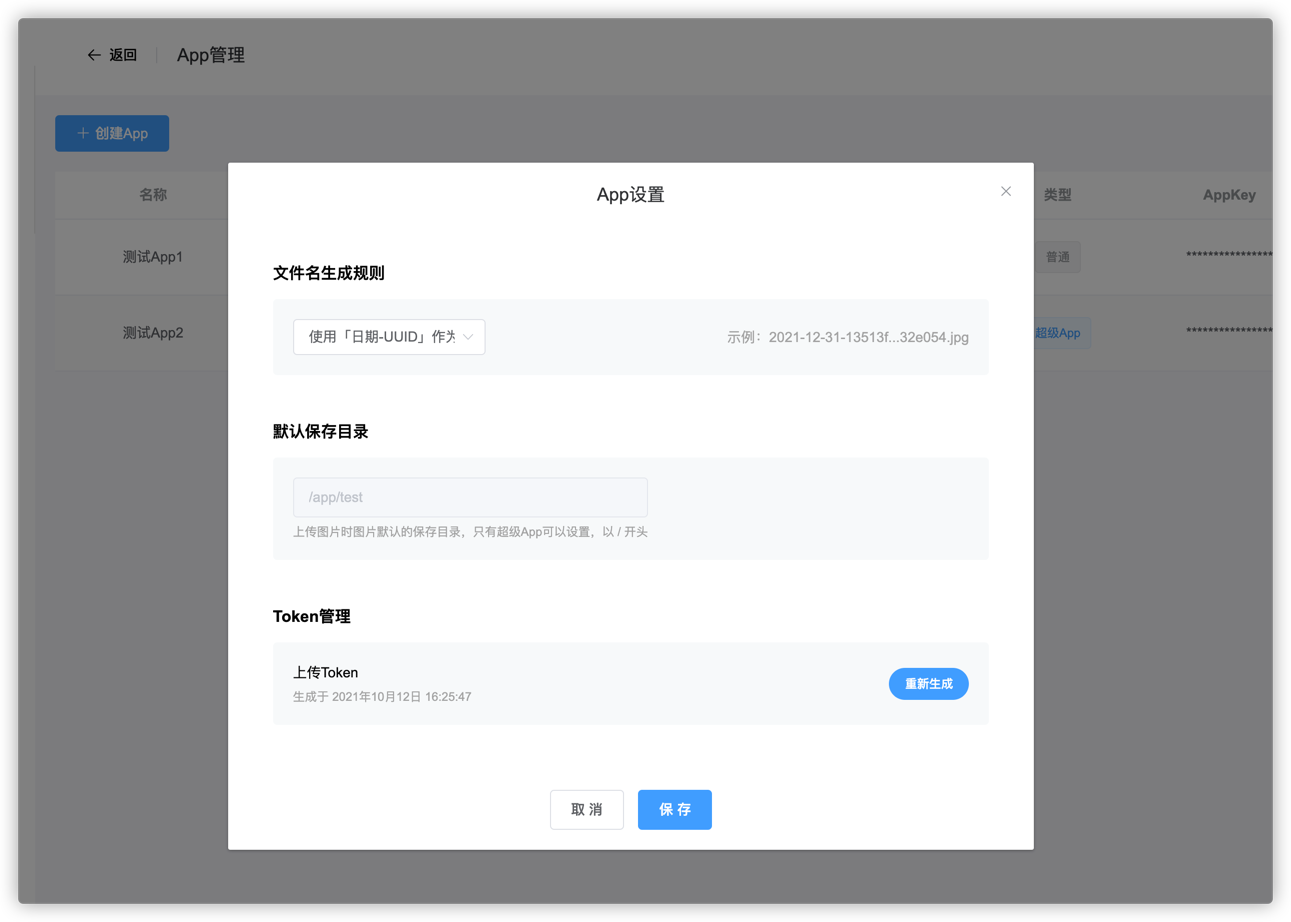 返回
App管理
创建App
名称
类型
AppKey
测试App1
普通
****************
测试App2
超级App
****************
App设置
文件名生成规则
使用「日期-UUID」作为
示例：2021-12-31-13513f...32e054.jpg
默认保存目录
/app/test
上传图片时图片默认的保存目录，只有超级App可以设置，以 / 开头
Token管理
上传Token
生成于 2021年10月12日 16:25:47
重新生成
取 消
保 存